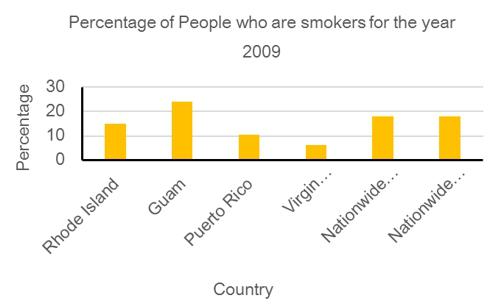 Percentage of People who are smokers for the year
2009
Percentage
30
20
10
0
Rhode Island
Guam
Puerto Rico
Virgin...
Nationwide...
Nationwide...
Country